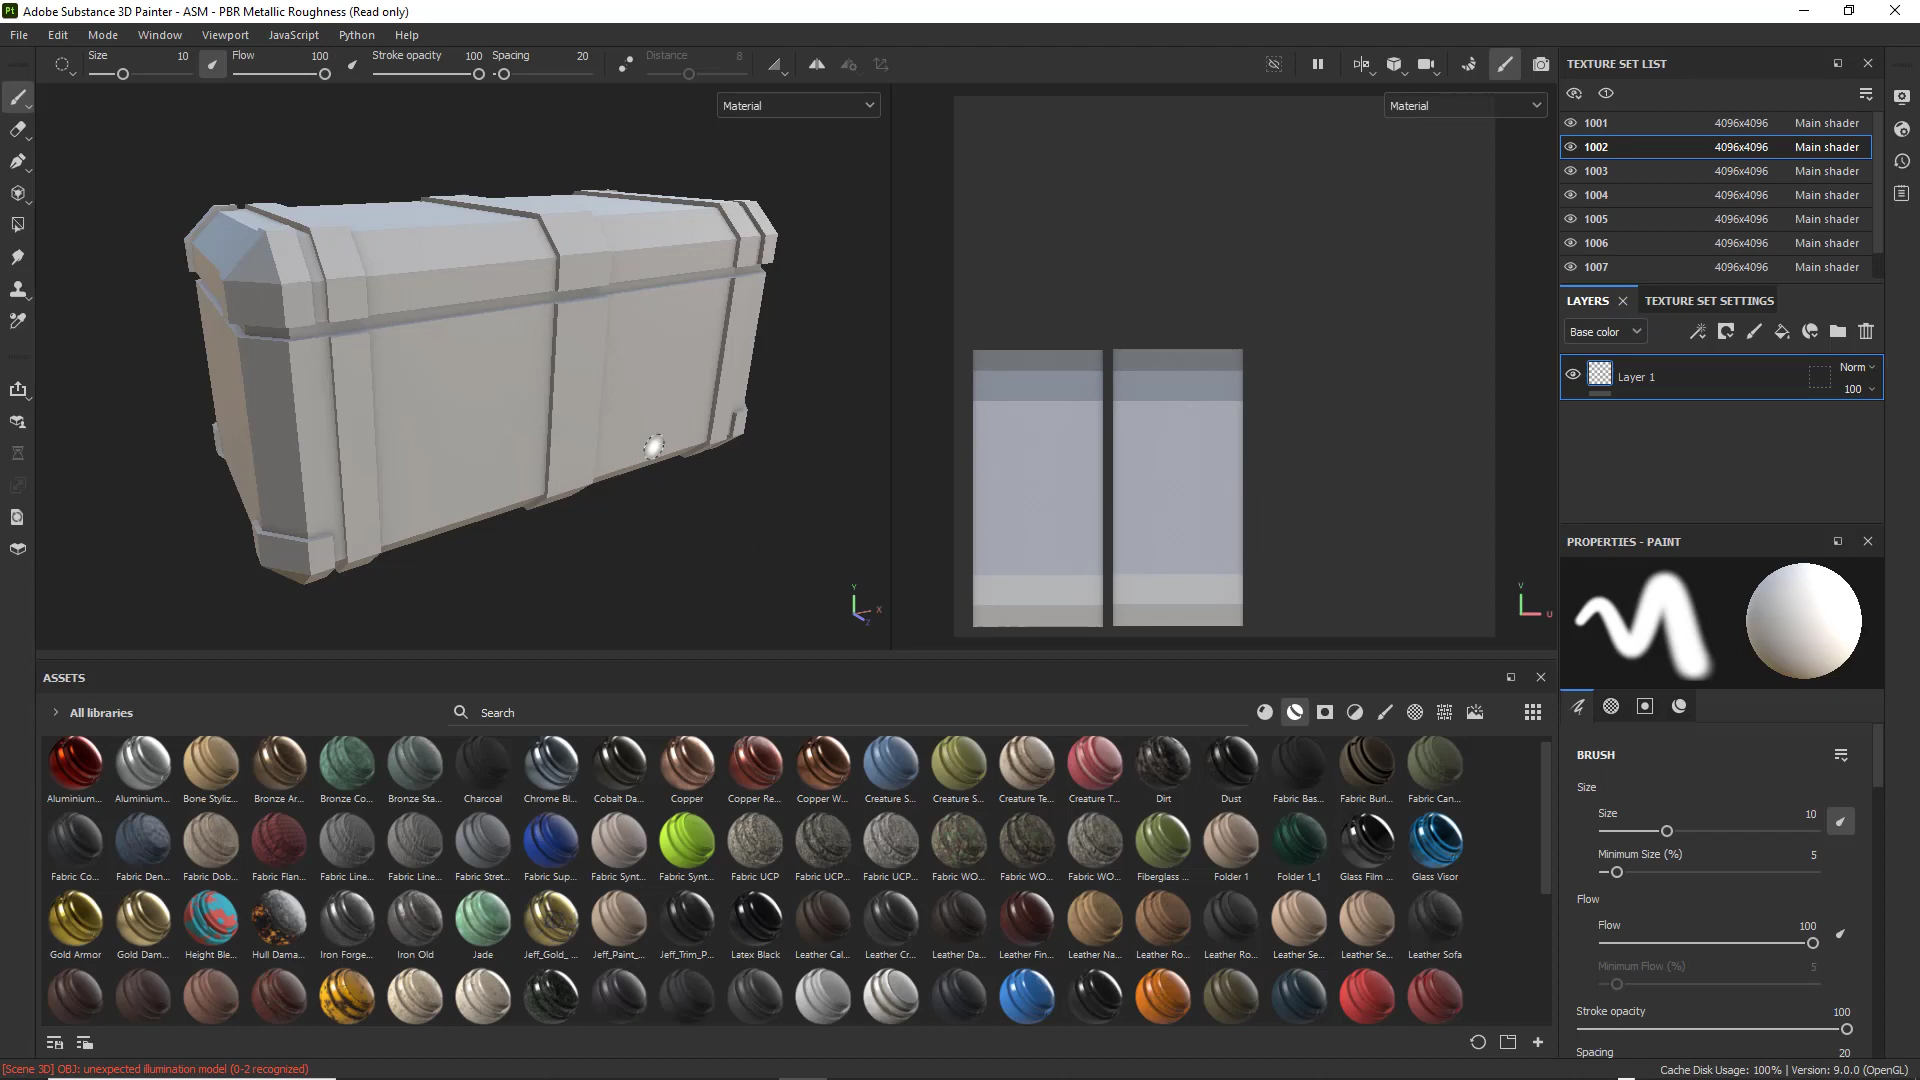 Adobe Substance 3D Painter - ASM - PBR Metallic Roughness (Read only)
File Edit Mode Window Viewport JavaScript Python Help
Size 10 Flow 100 Stroke opacity 100 Spacing 20 Distance 8
Material
Material
TEXTURE SET LIST
1001 4096x4096 Main shader
1002 4096x4096 Main shader
1003 4096x4096 Main shader
1004 4096x4096 Main shader
1005 4096x4096 Main shader
1006 4096x4096 Main shader
1007 4096x4096 Main shader
LAYERS TEXTURE SET SETTINGS
Base color
Layer 1 Norm
100
PROPERTIES - PAINT
Y X Z
V U
ASSETS
All libraries Search
Aluminium... Aluminium... Bone Styliz... Bronze Ar... Bronze Co... Bronze Sta... Charcoal Chrome Bl... Cobalt Da... Copper Copper Re... Copper W... Creature S... Creature S... Creature Te... Creature T... Dirt Dust Fabric Bas... Fabric Burl... Fabric Can...
Fabric Co... Fabric Den... Fabric Dob... Fabric Flan... Fabric Line... Fabric Line... Fabric Stret... Fabric Sup... Fabric Synt... Fabric Synt... Fabric UCP Fabric UCP... Fabric UCP... Fabric WO... Fabric WO... Fabric WO... Fiberglass ... Folder 1 Folder 1_1 Glass Film ... Glass Visor
Gold Armor Gold Dam... Height Ble... Hull Dama... Iron Forge... Iron Old Jade Jeff_Gold_ ... Jeff_Paint_... Jeff_Trim_P... Latex Black Leather Cal... Leather Cr... Leather Da... Leather Fin... Leather Na... Leather Ro... Leather Ro... Leather Se... Leather Se... Leather Sofa
BRUSH
Size
Size 10
Minimum Size (%) 5
Flow
Flow 100
Minimum Flow (%) 5
Stroke opacity 100
Spacing 20
[Scene 3D] OBJ: unexpected illumination model (0-2 recognized)
Cache Disk Usage: 100% | Version: 9.0.0 (OpenGL)